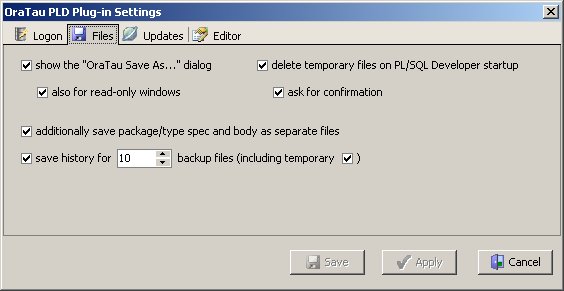 OraTau PLD Plug-in Settings
Logon Files Updates Editor
show the "OraTau Save As..." dialog delete temporary files on PL/SQL Developer startup
also for read-only windows ask for confirmation
additionally save package/type spec and body as separate files
save history for 10 backup files (including temporary )
Save Apply Cancel